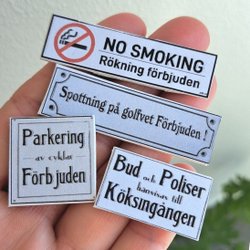 NO SMOKING
Rökning förbjuden
Spottning på golfvet Förbjuden !
Parkering
av cyklar
Förbjuden
Bud och Poliser
hänvisas till
Köksingången